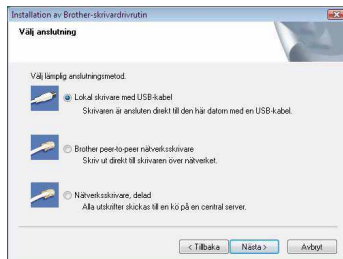 Installation av Brother-skrivardrivrutin
Välj anslutning
Välj lämplig anslutningsmetod.
Lokal skrivare med USB-kabel
Skrivaren är ansluten direkt till den här datorn med en USB-kabel.
Brother peer-to-peer nätverksskrivare
Skriv ut direkt till skrivaren över nätverket.
Nätverksskrivare, delad
Alla utskrifter skickas till en kö på en central server.
< Tillbaka Nästa > Avbryt